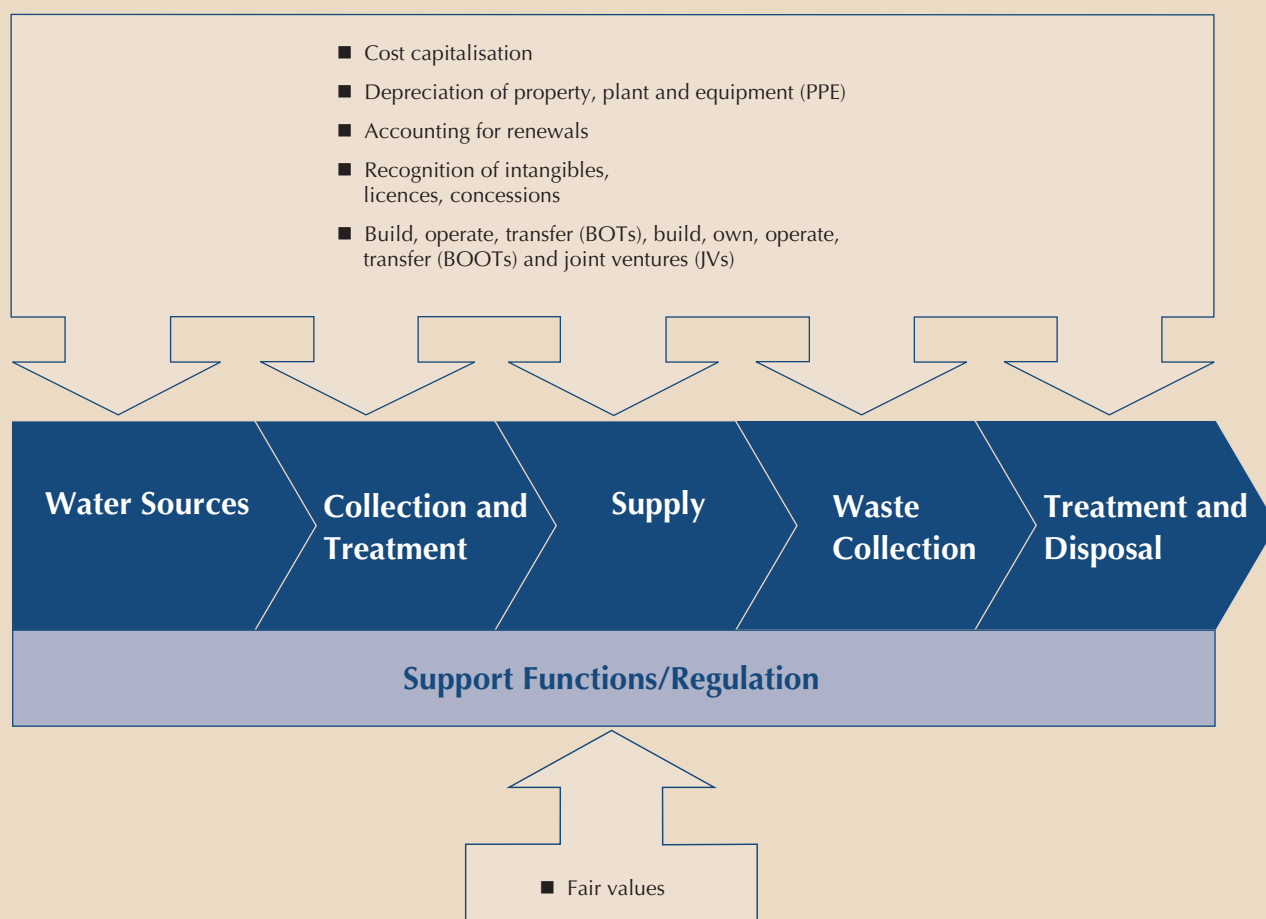 ■ Cost capitalisation
■ Depreciation of property, plant and equipment (PPE)
■ Accounting for renewals
■ Recognition of intangibles,
licences, concessions
■ Build, operate, transfer (BOTs), build, own, operate,
transfer (BOOTs) and joint ventures (JVs)
Water Sources
Collection and
Treatment
Supply
Waste
Collection
Treatment and
Disposal
Support Functions/Regulation
■ Fair values